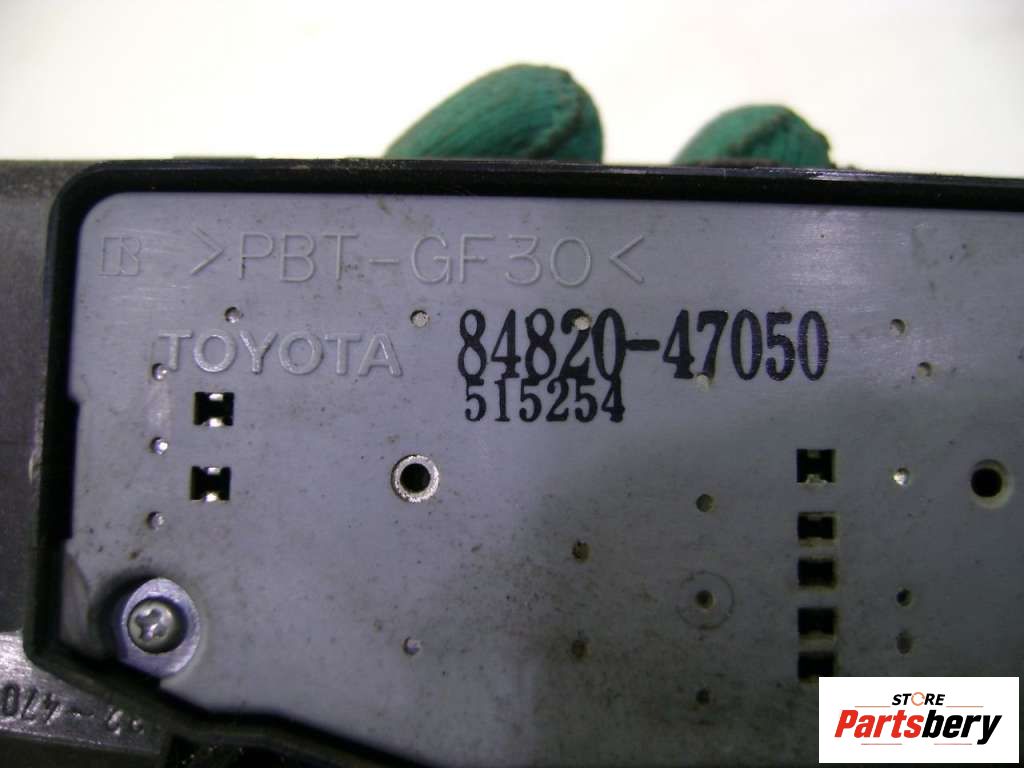 >PBT-GF30<
TOYOTA 84820-47050
515254
STORE
Partsbery